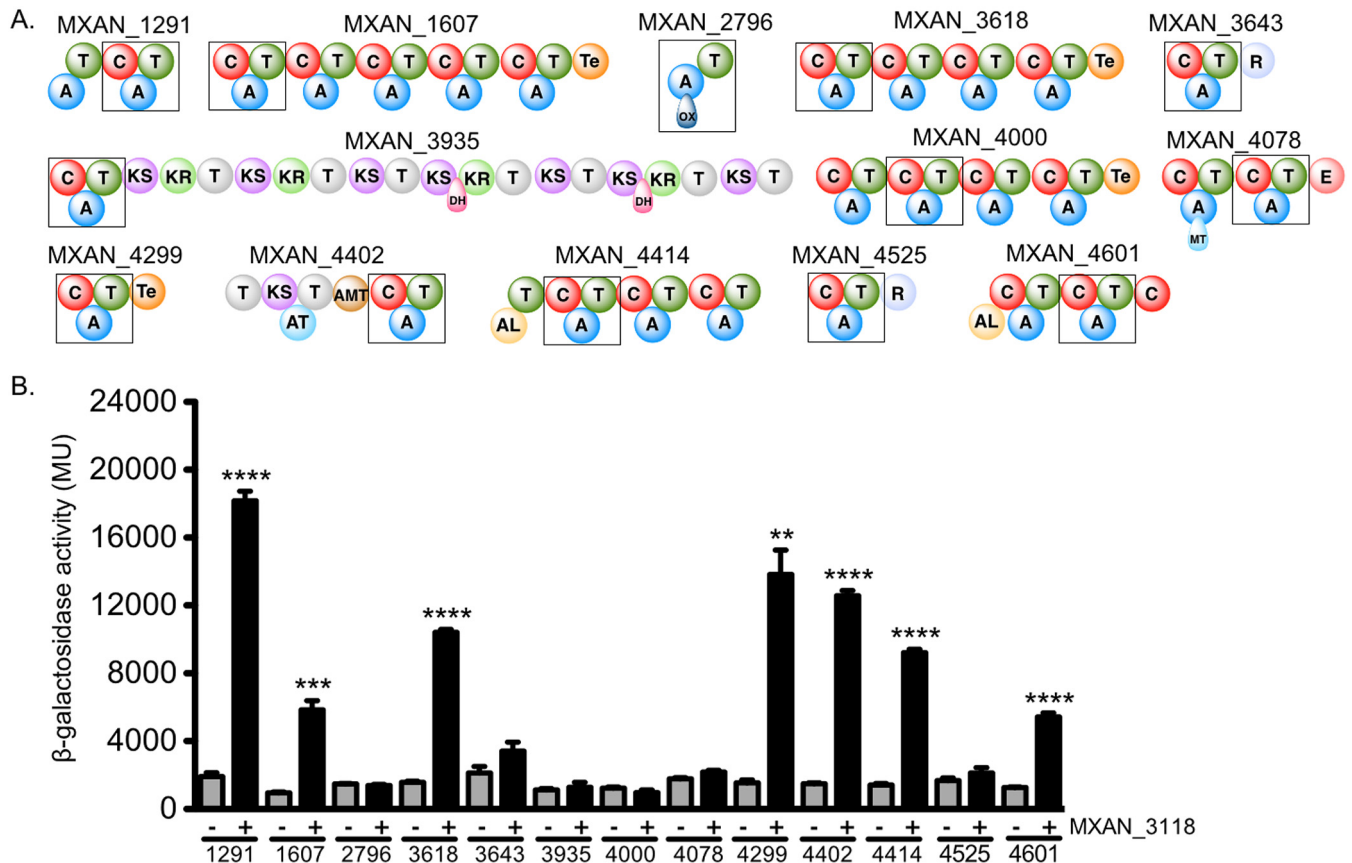 A.
MXAN_1291 MXAN_1607 MXAN_2796 MXAN_3618 MXAN_3643
T C T C T C T C T C T C T Te T C T C T C T C T Te C T R
A A A A A A A A A A A A A
OX
MXAN_3935 MXAN_4000 MXAN_4078
C T KS KR T KS KR T KS T KS KR T KS T KS KR T KS T C T C T C T C T Te C T C T E
A DH DH A A A A A A
MT
MXAN_4299 MXAN_4402 MXAN_4414 MXAN_4525 MXAN_4601
C T Te T KS T AMT C T T C T C T C T C T R C T C T C
A AT A AL A A A A AL A A
B.
β-galactosidase activity (MU)
24000
20000
16000
12000
8000
4000
0
**** *** **** ** **** **** ****
- + - + - + - + - + - + - + - + - + - + - + - + - + MXAN_3118
1291 1607 2796 3618 3643 3935 4000 4078 4299 4402 4414 4525 4601